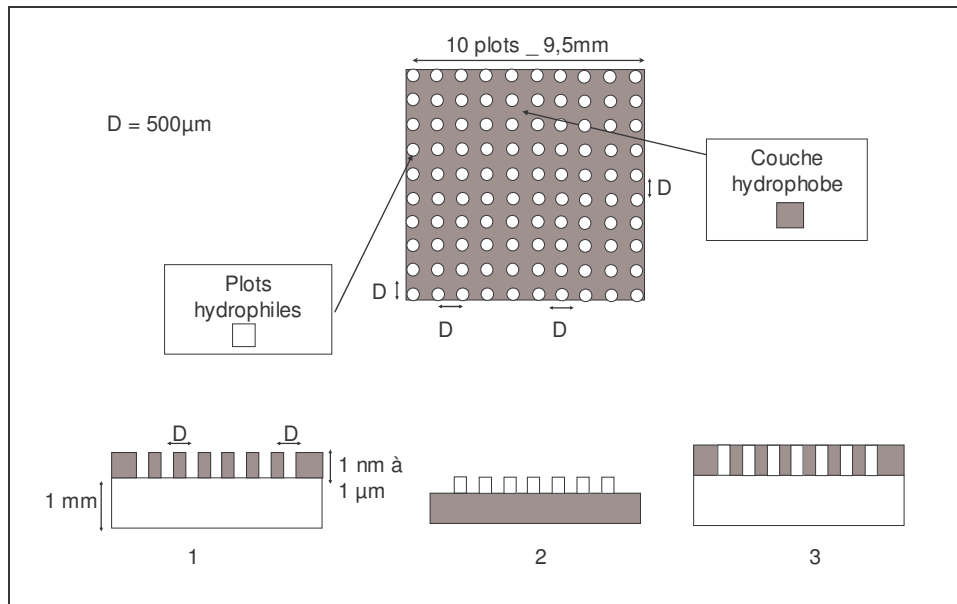 10 plots _ 9,5mm
D = 500µm
Couche
hydrophobe
D
Plots
hydrophiles
D
D
D
D
D
1 nm à
1 µm
1 mm
1
2
3